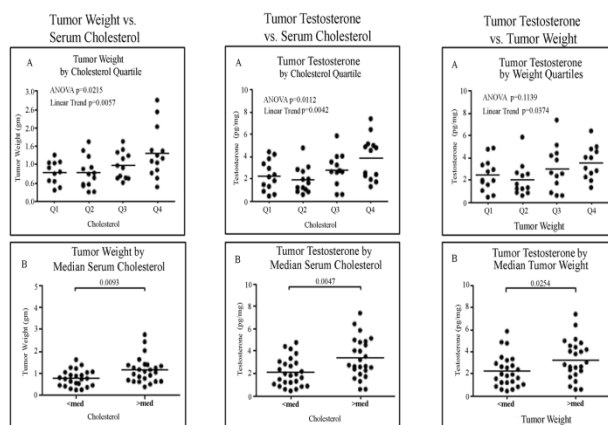 Tumor Weight vs.
Serum Cholesterol
Tumor Testosterone
vs. Serum Cholesterol
Tumor Testosterone
vs. Tumor Weight
A
Tumor Weight
by Cholesterol Quartile
ANOVA p=0.0215
Linear Trend p=0.0057
Tumor Weight (gm)
3.0
2.6
2.1
1.6
1.0
0.5
0.0
Q1 Q2 Q3 Q4
Cholesterol
A
Tumor Testosterone
by Cholesterol Quartile
ANOVA p=0.0112
Linear Trend p=0.0042
Testosterone (pg/mg)
10
8
6
4
2
0
Q1 Q2 Q3 Q4
Cholesterol
A
Tumor Testosterone
by Weight Quartiles
ANOVA p=0.1139
Linear Trend p=0.0374
Testosterone (pg/mg)
10
8
6
4
2
0
Q1 Q2 Q3 Q4
Tumor Weight
B
Tumor Weight by
Median Serum Cholesterol
0.0093
Tumor Weight (gm)
5
4
3
2
1
0
<med >med
Cholesterol
B
Tumor Testosterone by
Median Serum Cholesterol
0.0047
Testosterone (pg/mg)
10
8
6
4
2
0
<med >med
Cholesterol
B
Tumor Testosterone by
Median Tumor Weight
0.0254
Testosterone (pg/mg)
10
8
6
4
2
0
<med >med
Tumor Weight